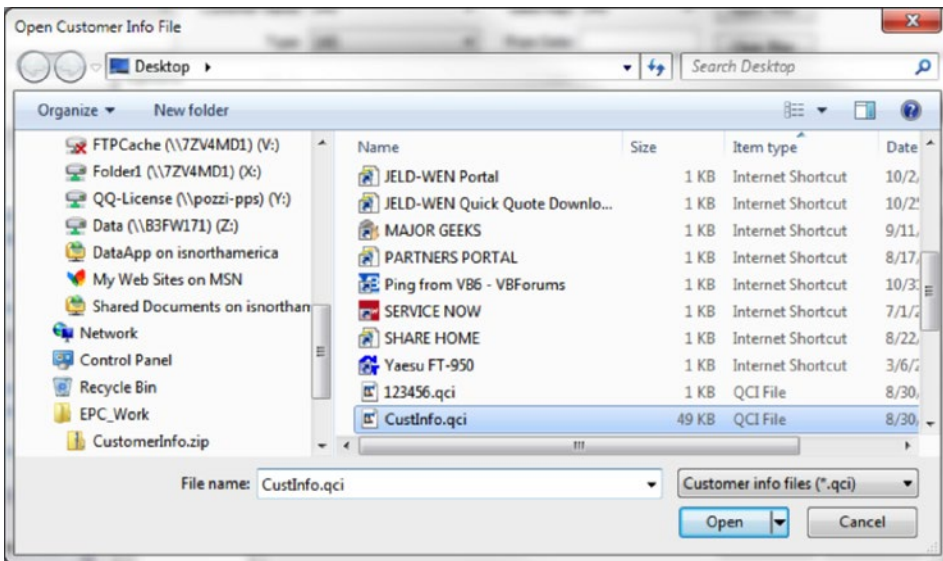 Open Customer Info File
Desktop
Search Desktop
Organize New folder
FTPCache (\\7ZV4MD1) (V:)
Folder1 (\\7ZV4MD1) (X:)
QQ-License (\\pozzi-pps) (Y:)
Data (\\B3FW171) (Z:)
DataApp on isnorthamerica
My Web Sites on MSN
Shared Documents on isnortham
Network
Control Panel
Recycle Bin
EPC_Work
CustomerInfo.zip
Name Size Item type Date
JELD-WEN Portal 1 KB Internet Shortcut 10/2/
JELD-WEN Quick Quote Downlo... 1 KB Internet Shortcut 10/2
MAJOR GEEKS 1 KB Internet Shortcut 9/11/
PARTNERS PORTAL 1 KB Internet Shortcut 8/17/
Ping from VB6 - VBForums 1 KB Internet Shortcut 10/3
SERVICE NOW 1 KB Internet Shortcut 7/1/2
SHARE HOME 1 KB Internet Shortcut 8/22/
Yaesu FT-950 1 KB Internet Shortcut 3/6/2
123456.qci 1 KB QCI File 8/30/
CustInfo.qci 49 KB QCI File 8/30/
File name: CustInfo.qci Customer info files (*.qci)
Open Cancel